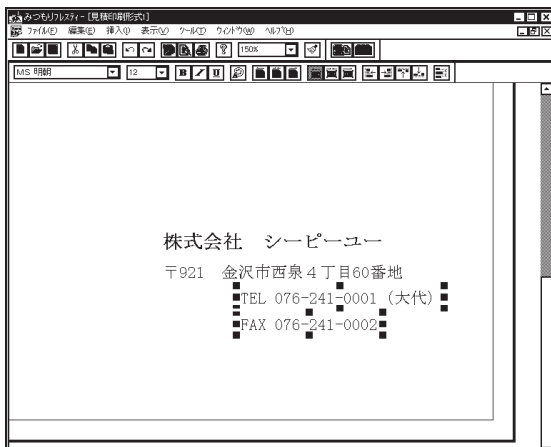 みつもりフレスティー - [見積印刷形式:1]
ファイル(F) 編集(E) 挿入(I) 表示(V) ツール(T) ウィンドウ(W) ヘルプ(H)
150%
MS 明朝 12 B I U
株式会社 シーピーユー
〒921 金沢市西泉4丁目60番地
TEL 076-241-0001 (大代)
FAX 076-241-0002